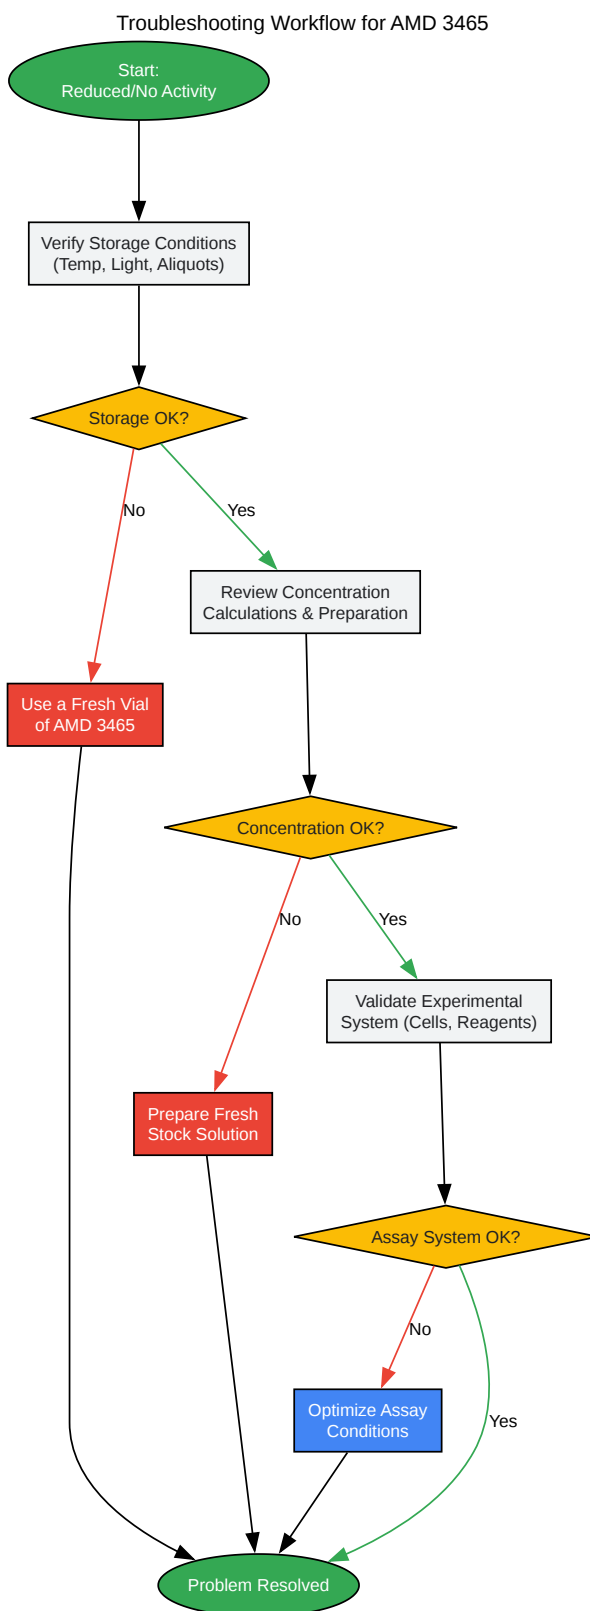 Troubleshooting Workflow for AMD 3465
Start:
Reduced/No Activity
Verify Storage Conditions
(Temp, Light, Aliquots)
Storage OK?
No
Yes
Review Concentration
Calculations & Preparation
Use a Fresh Vial
of AMD 3465
Concentration OK?
No
Yes
Validate Experimental
System (Cells, Reagents)
Prepare Fresh
Stock Solution
Assay System OK?
No
Optimize Assay
Conditions
Yes
Problem Resolved